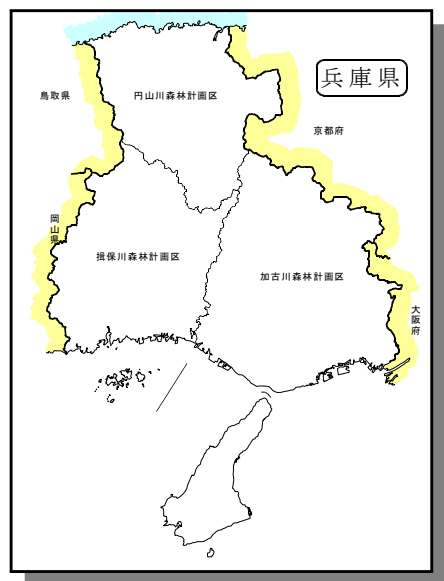 兵庫県
鳥取県
円山川森林計画区
京都府
岡山県
揖保川森林計画区
加古川森林計画区
大阪府